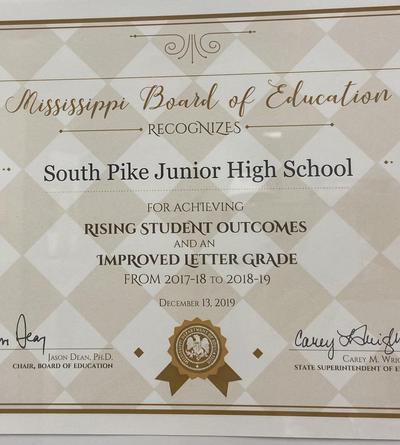 Mississippi Board of Education
RECOGNIZES
South Pike Junior High School
FOR ACHIEVING
RISING STUDENT OUTCOMES
AND AN
IMPROVED LETTER GRADE
FROM 2017-18 TO 2018-19
DECEMBER 13, 2019
JASON DEAN, PH.D.
CHAIR, BOARD OF EDUCATION
CAREY M.
STATE SUPERINTENDENT OF